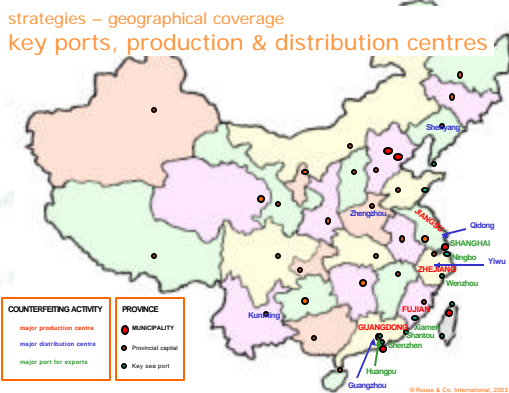 strategies – geographical coverage
key ports, production & distribution centres
Shenyang
Zhengzhou
JIANGSU
Qidong
SHANGHAI
Ningbo
Yiwu
ZHEJIANG
Wenzhou
Kunming
FUJIAN
GUANGDONG
Xiamen
Shantou
Shenzhen
Huangpu
Guangzhou
COUNTERFEITING ACTIVITY
major production centre
major distribution centre
major port for exports
PROVINCE
MUNICIPALITY
Provincial capital
Key sea port
© Rouse & Co. International, 2003